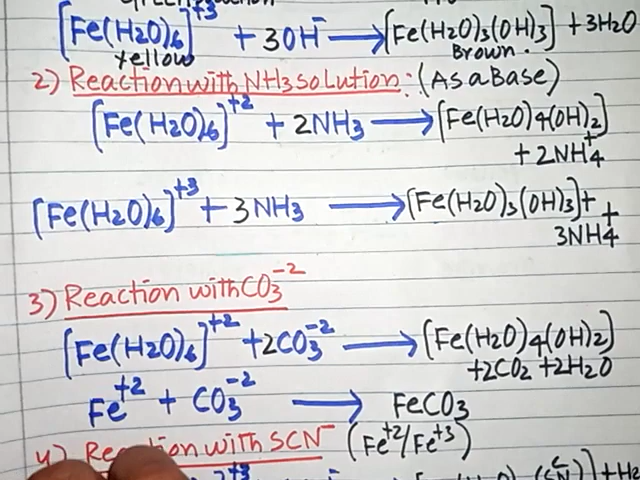 [Fe(H2O)6]+3 + 3OH- → [Fe(H2O)3(OH)3] + 3H2O
yellow Brown.
2) Reaction with NH3 solution: (As a Base)
[Fe(H2O)6]+2 + 2NH3 → [Fe(H2O)4(OH)2]
+ 2NH4+
[Fe(H2O)6]+3 + 3NH3 → [Fe(H2O)3(OH)3] +
3NH4+
3) Reaction with CO3-2
[Fe(H2O)6]+2 + 2CO3-2 → [Fe(H2O)4(OH)2]
+2CO2 +2H2O
Fe+2 + CO3-2 → FeCO3
4) Reaction with SCN- (Fe+2/Fe+3)